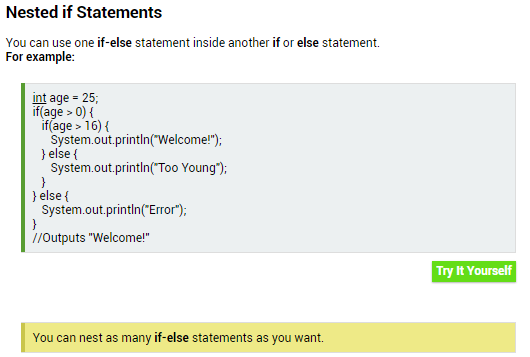 Nested if Statements
You can use one if-else statement inside another if or else statement.
For example:
int age = 25;
if(age > 0) {
if(age > 16) {
System.out.println("Welcome!");
} else {
System.out.println("Too Young");
}
} else {
System.out.println("Error");
}
//Outputs "Welcome!"
Try It Yourself
You can nest as many if-else statements as you want.